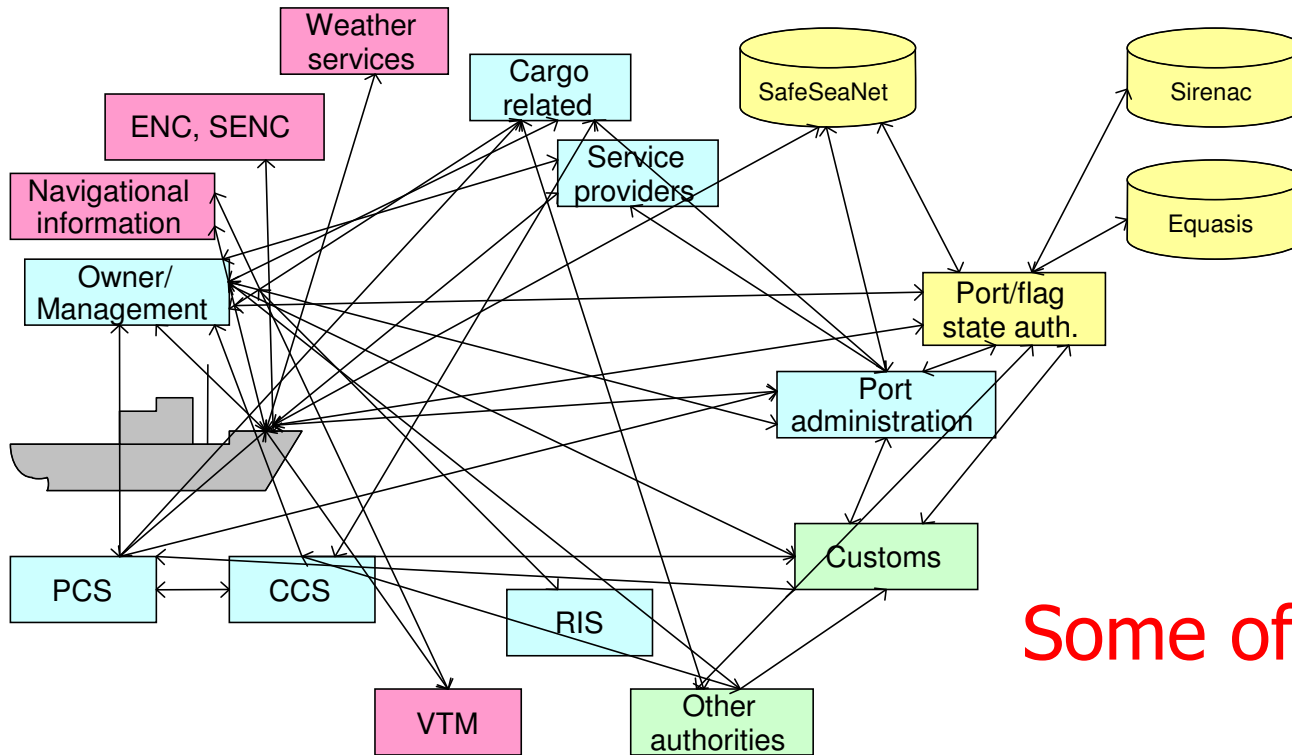 Weather
services
Cargo
related
SafeSeaNet
Sirenac
ENC, SENC
Service
providers
Navigational
information
Equasis
Owner/
Management
Port/flag
state auth.
Port
administration
Customs
PCS
CCS
RIS
Some of
VTM
Other
authorities